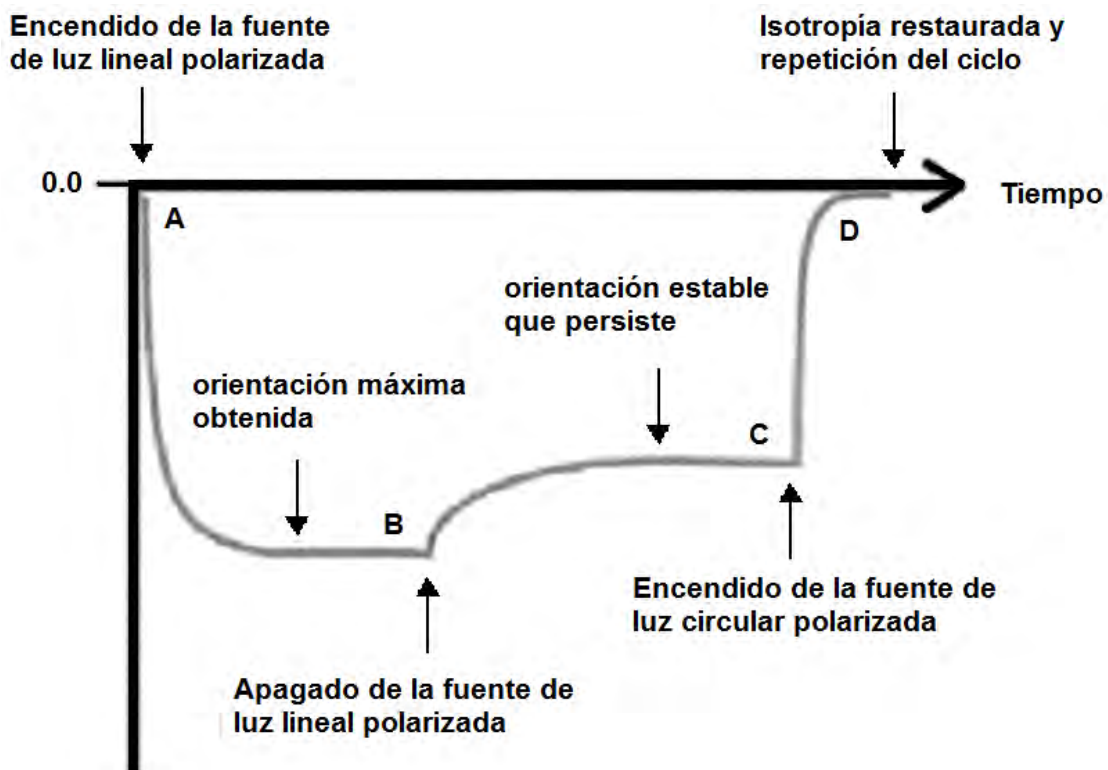 Encendido de la fuente
de luz lineal polarizada
Isotropía restaurada y
repetición del ciclo
0.0
Tiempo
A
D
orientación estable
que persiste
orientación máxima
obtenida
C
B
Encendido de la fuente de
luz circular polarizada
Apagado de la fuente de
luz lineal polarizada